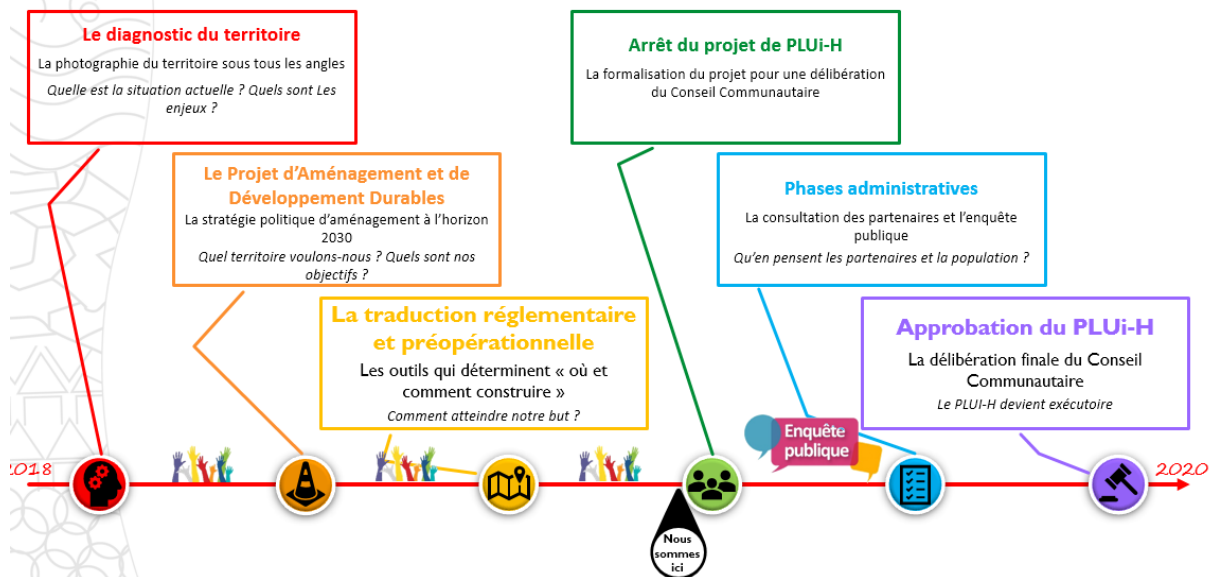 Le diagnostic du territoire
La photographie du territoire sous tous les angles
Quelle est la situation actuelle ? Quels sont Les
enjeux ?
Le Projet d'Aménagement et de
Développement Durables
La stratégie politique d'aménagement à l'horizon
2030
Quel territoire voulons-nous ? Quels sont nos
objectifs ?
La traduction réglementaire
et préopérationnelle
Les outils qui déterminent « où et
comment construire »
Comment atteindre notre but ?
Arrêt du projet de PLUi-H
La formalisation du projet pour une délibération
du Conseil Communautaire
Phases administratives
La consultation des partenaires et l'enquête
publique
Qu'en pensent les partenaires et la population ?
Approbation du PLUi-H
La délibération finale du Conseil
Communautaire
Le PLUI-H devient exécutoire
2018
Enquête
publique
2020
Nous
sommes
ici